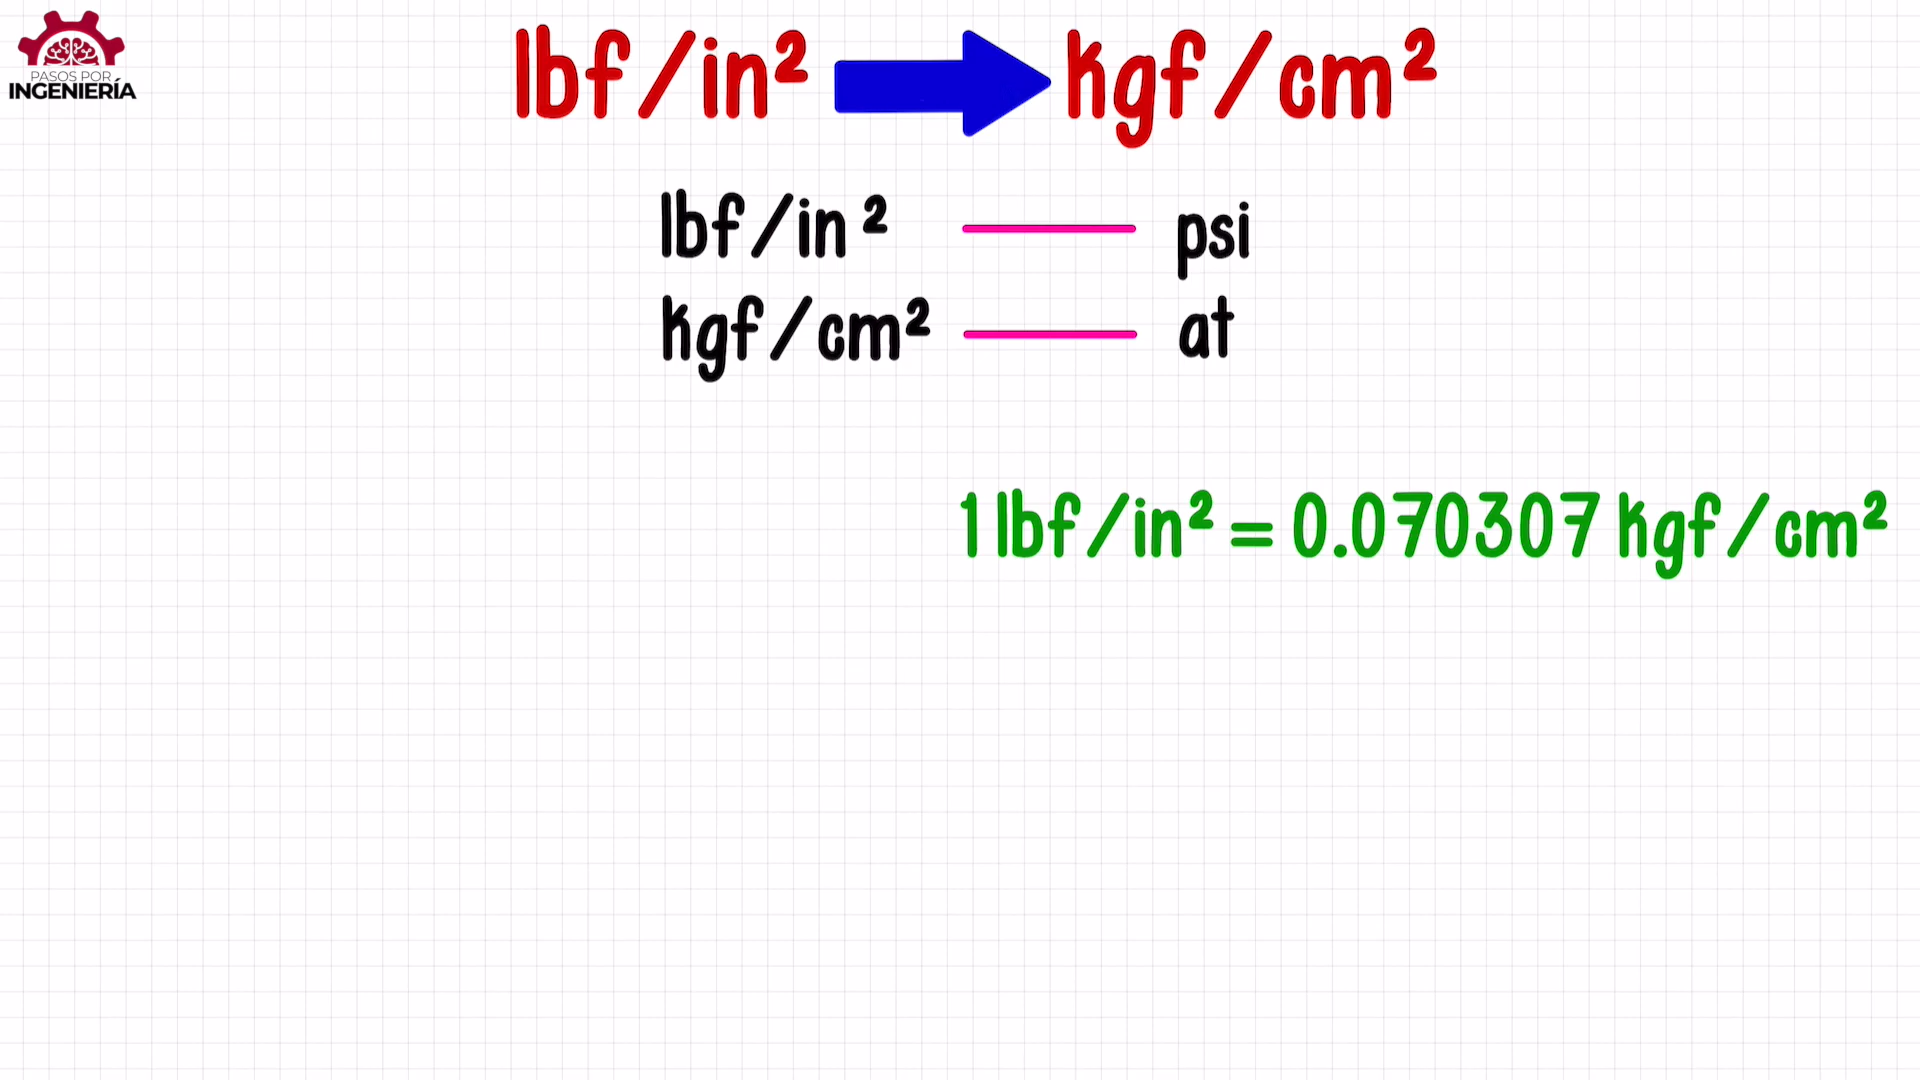 PASOS POR
INGENIERÍA
lbf/in² kgf/cm²
lbf/in² psi
kgf/cm² at
1 lbf/in² = 0.070307 kgf/cm²